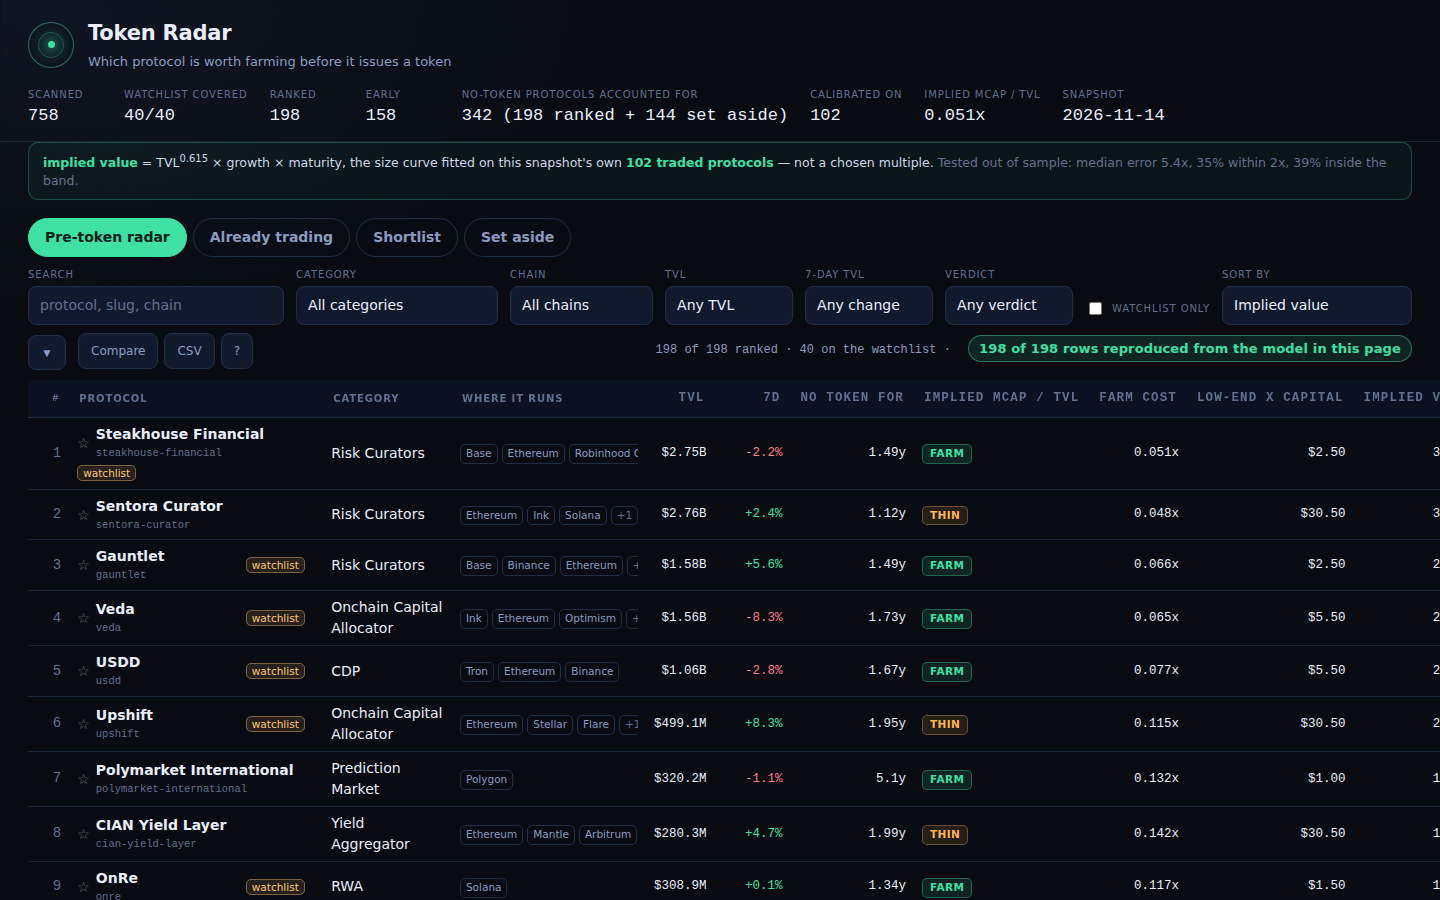 Token Radar
Which protocol is worth farming before it issues a token
SCANNED WATCHLIST COVERED RANKED EARLY NO-TOKEN PROTOCOLS ACCOUNTED FOR CALIBRATED ON IMPLIED MCAP / TVL SNAPSHOT
758 40/40 198 158 342 (198 ranked + 144 set aside) 102 0.051x 2026-11-14
implied value = TVL^0.615 × growth × maturity, the size curve fitted on this snapshot's own 102 traded protocols — not a chosen multiple. Tested out of sample: median error 5.4x, 35% within 2x, 39% inside the
band.
Pre-token radar Already trading Shortlist Set aside
SEARCH CATEGORY CHAIN TVL 7-DAY TVL VERDICT SORT BY
protocol, slug, chain All categories All chains Any TVL Any change Any verdict WATCHLIST ONLY Implied value
▼ Compare CSV ? 198 of 198 ranked · 40 on the watchlist · 198 of 198 rows reproduced from the model in this page
# PROTOCOL CATEGORY WHERE IT RUNS TVL 7D NO TOKEN FOR IMPLIED MCAP / TVL FARM COST LOW-END X CAPITAL IMPLIED V
1 ☆ Steakhouse Financial
steakhouse-financial
watchlist
Risk Curators Base Ethereum Robinhood C $2.75B -2.2% 1.49y FARM 0.051x $2.50 3
2 ☆ Sentora Curator
sentora-curator
Risk Curators Ethereum Ink Solana +1 $2.76B +2.4% 1.12y THIN 0.048x $30.50 3
3 ☆ Gauntlet
gauntlet
watchlist Risk Curators Base Binance Ethereum + $1.58B +5.6% 1.49y FARM 0.066x $2.50 2
4 ☆ Veda
veda
watchlist Onchain Capital
Allocator
Ink Ethereum Optimism + $1.56B -8.3% 1.73y FARM 0.065x $5.50 2
5 ☆ USDD
usdd
watchlist CDP Tron Ethereum Binance $1.06B -2.8% 1.67y FARM 0.077x $5.50 2
6 ☆ Upshift
upshift
watchlist Onchain Capital
Allocator
Ethereum Stellar Flare +1 $499.1M +8.3% 1.95y THIN 0.115x $30.50 2
7 ☆ Polymarket International
polymarket-international
Prediction
Market
Polygon $320.2M -1.1% 5.1y FARM 0.132x $1.00 1
8 ☆ CIAN Yield Layer
cian-yield-layer
Yield
Aggregator
Ethereum Mantle Arbitrum $280.3M +4.7% 1.99y THIN 0.142x $30.50 1
9 ☆ OnRe
onre
watchlist RWA Solana $308.9M +0.1% 1.34y FARM 0.117x $1.50 1